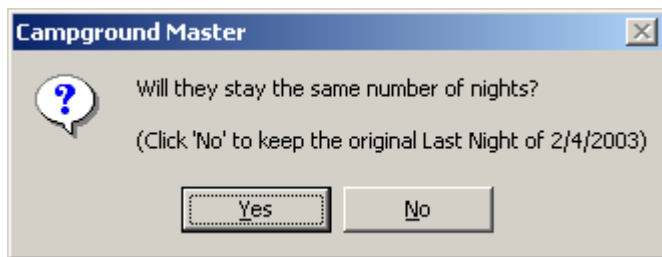 Campground Master
Will they stay the same number of nights?
(Click 'No' to keep the original Last Night of 2/4/2003)
Yes
No